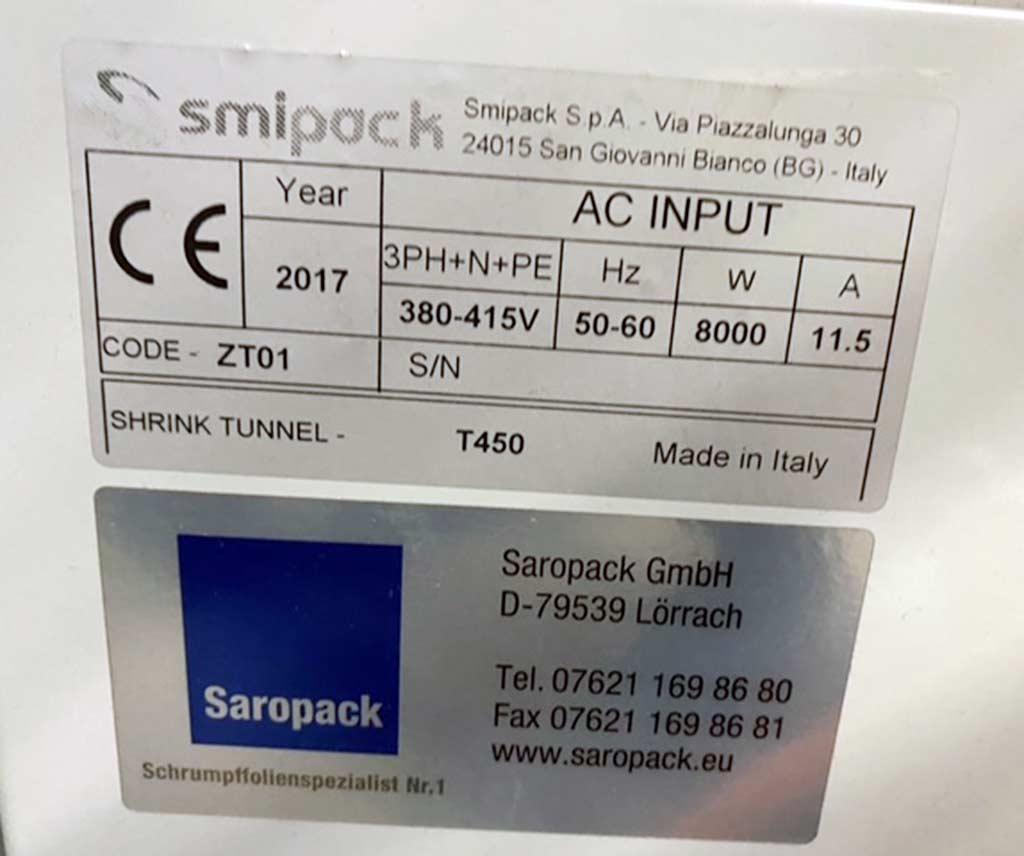 smipack
Smipack S.p.A. - Via Piazzalunga 30
24015 San Giovanni Bianco (BG) - Italy
CE
Year
AC INPUT
2017
3PH+N+PE
Hz
W
A
380-415V
50-60
8000
11.5
CODE - ZT01
S/N
SHRINK TUNNEL - T450 Made in Italy
Saropack
Schrumpffolienspezialist Nr.1
Saropack GmbH
D-79539 Lörrach
Tel. 07621 169 86 80
Fax 07621 169 86 81
www.saropack.eu